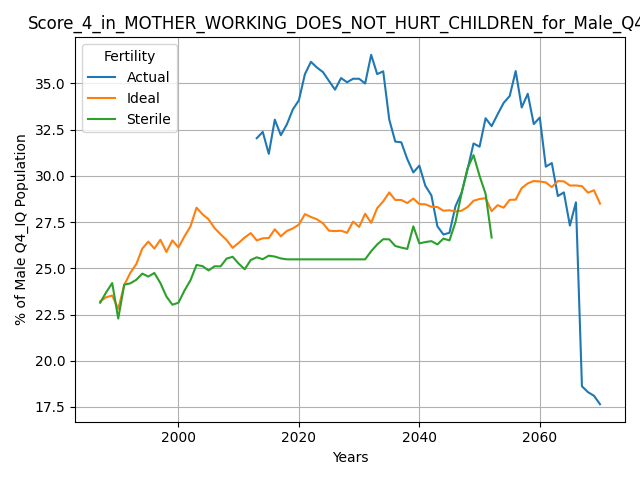 Score_4_in_MOTHER_WORKING_DOES_NOT_HURT_CHILDREN_for_Male_Q4
Fertility
Actual
Ideal
Sterile
35.0
32.5
30.0
27.5
25.0
22.5
20.0
17.5
% of Male Q4_IQ Population
2000 2020 2040 2060
Years